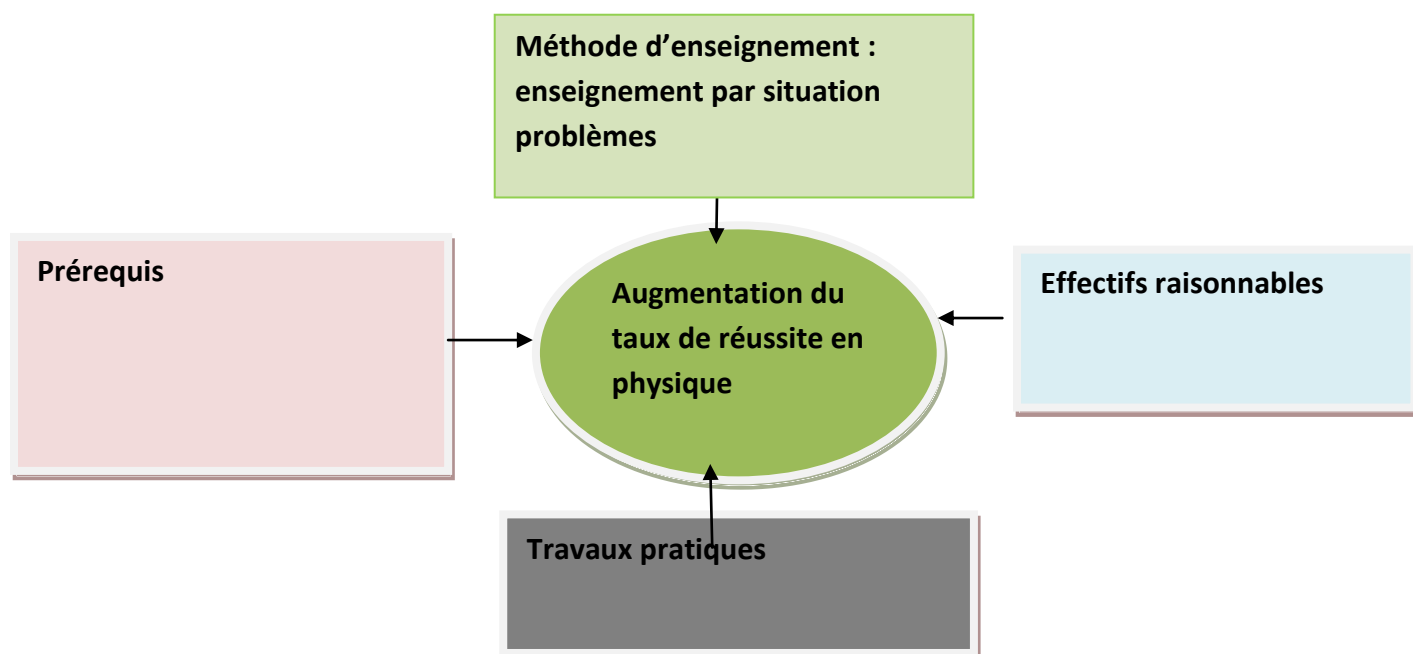 Méthode d’enseignement :
enseignement par situation
problèmes
Prérequis
Augmentation du
taux de réussite en
physique
Effectifs raisonnables
Travaux pratiques